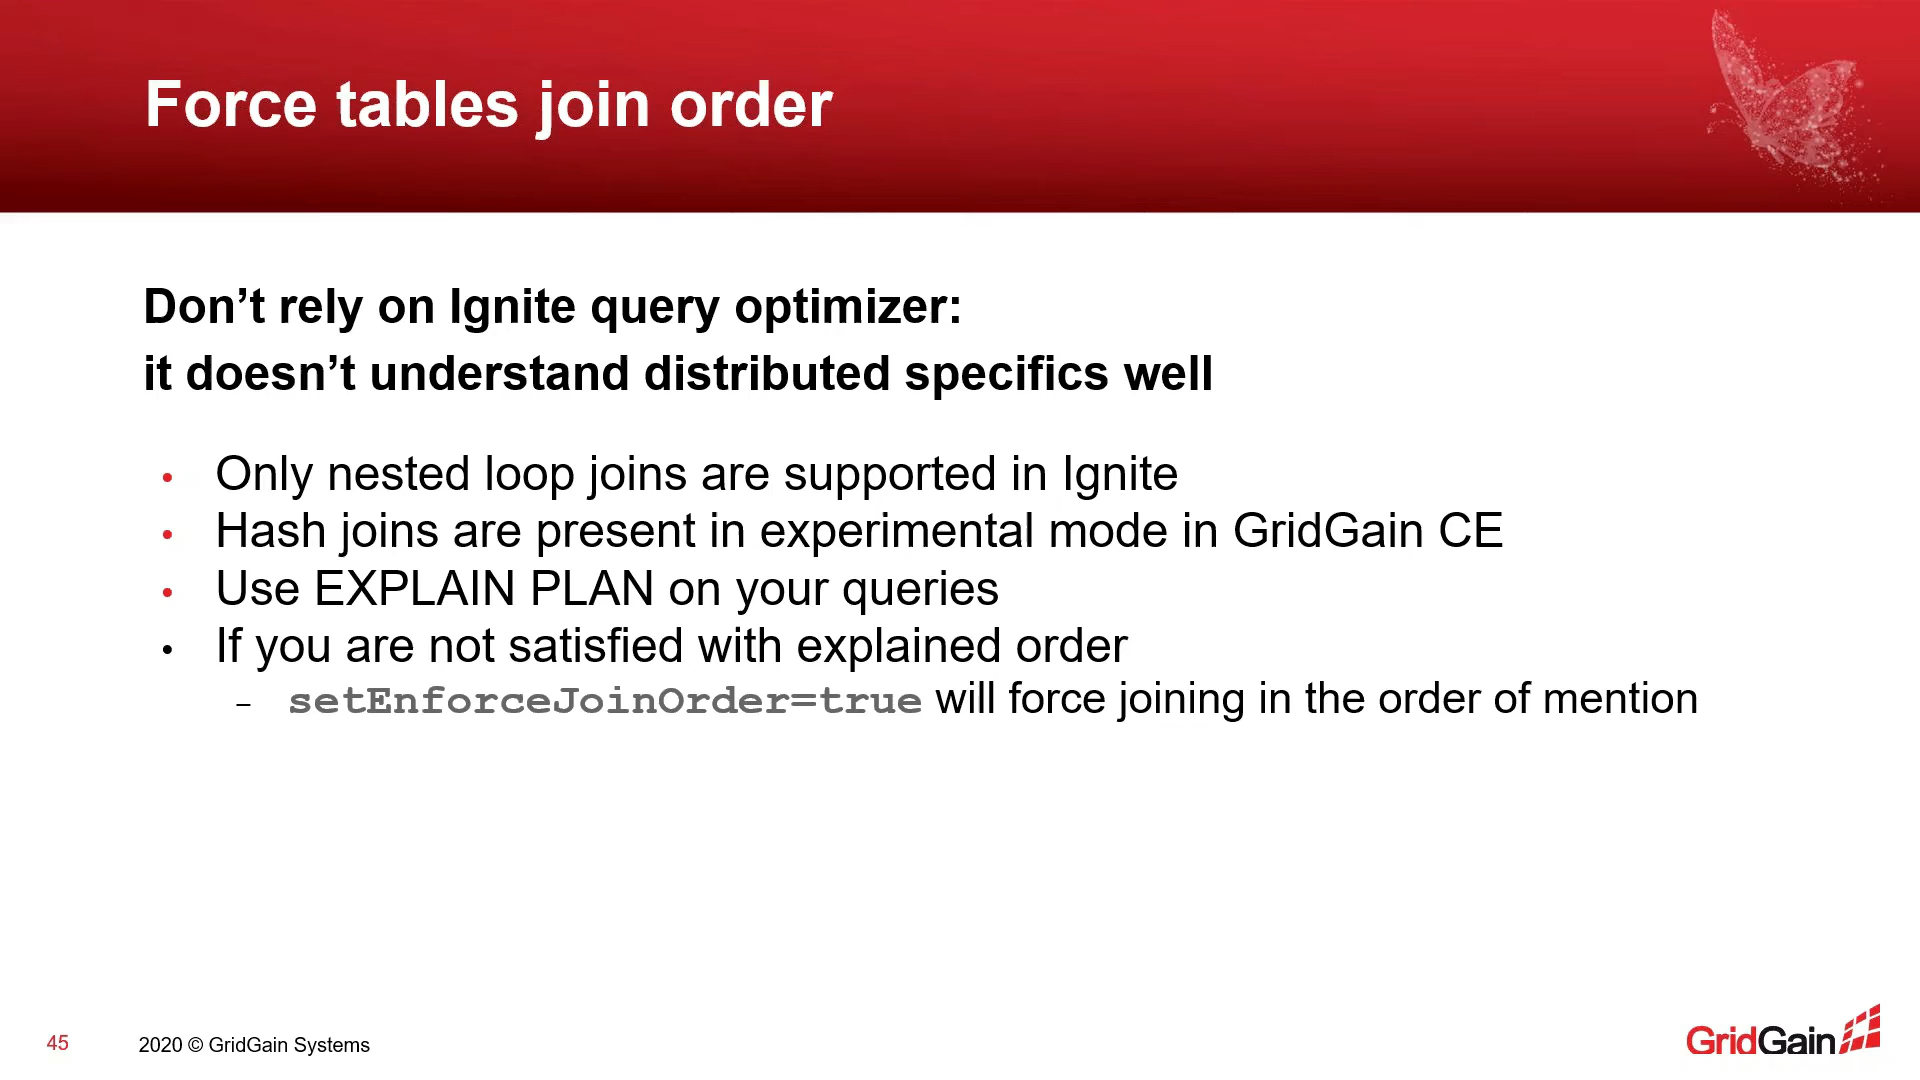 Force tables join order
Don’t rely on Ignite query optimizer:
it doesn’t understand distributed specifics well
• Only nested loop joins are supported in Ignite
• Hash joins are present in experimental mode in GridGain CE
• Use EXPLAIN PLAN on your queries
• If you are not satisfied with explained order
– setEnforceJoinOrder=true will force joining in the order of mention
45
2020 © GridGain Systems
GridGain